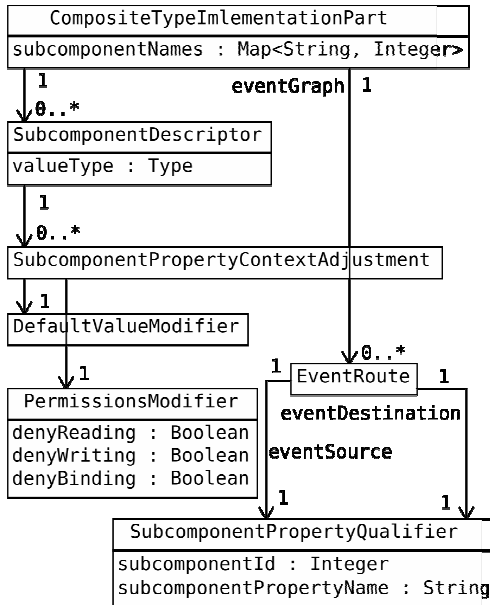 CompositeTypeImlementationPart
subcomponentNames : Map<String, Integer>
1
eventGraph 1
0..*
SubcomponentDescriptor
valueType : Type
1
0..*
SubcomponentPropertyContextAdjustment
1
DefaultValueModifier
0..*
1
1
EventRoute
1
PermissionsModifier
eventDestination
denyReading : Boolean
denyWriting : Boolean
eventSource
denyBinding : Boolean
1
1
SubcomponentPropertyQualifier
subcomponentId : Integer
subcomponentPropertyName : String